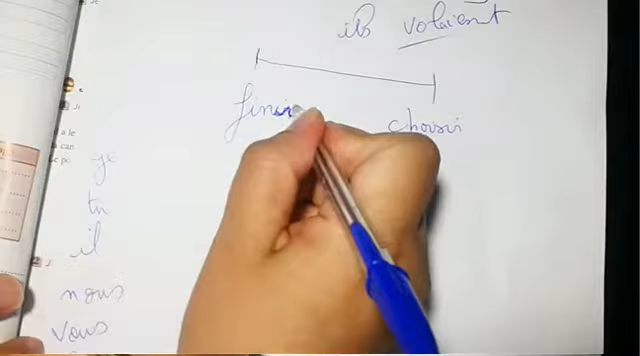 ils volaient
finir choisir
je
tu
il
nous
vous